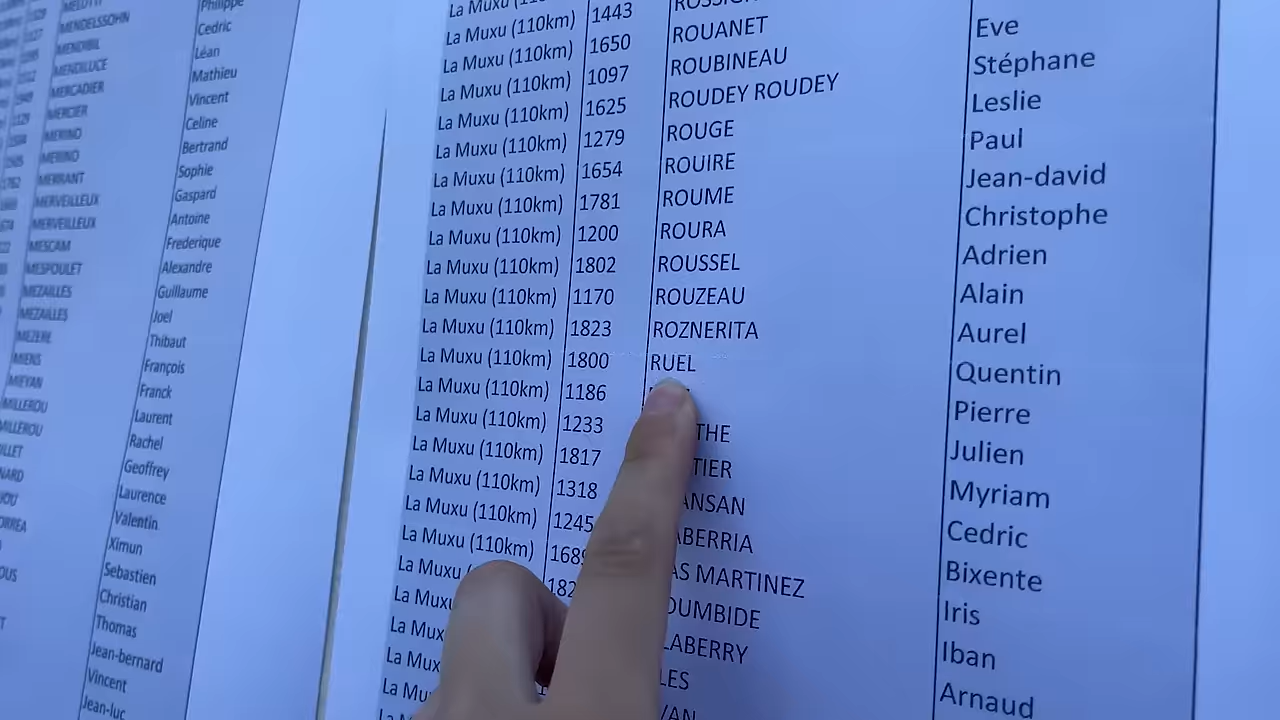 Philippe
MENDELSSOHN Cedric
MENDIBIL Léan
MENDILUCE Mathieu
MERCADIER Vincent
MERCIER Celine
MERINO Bertrand
MERINO Sophie
MERRANT Gaspard
MERVEILLEUX Antoine
MERVEILLEUX Frederique
MESCAM Alexandre
MESPOULET Guillaume
MEZAILLES Joel
MEZAILLES Thibaut
MEZERE François
MIENS Franck
MIEYAN Laurent
MILLEROU Rachel
MILLEROU Geoffrey
Laurence
Valentin
Ximun
Sebastien
Christian
Thomas
Jean-bernard
Vincent
Jean-luc
La Muxu (110km) 1443
La Muxu (110km) 1650 ROUANET
La Muxu (110km) 1097 ROUBINEAU Eve
La Muxu (110km) 1625 ROUDEY ROUDEY Stéphane
La Muxu (110km) 1279 ROUGE Leslie
La Muxu (110km) 1654 ROUIRE Paul
La Muxu (110km) 1781 ROUME Jean-david
La Muxu (110km) 1200 ROURA Christophe
La Muxu (110km) 1802 ROUSSEL Adrien
La Muxu (110km) 1170 ROUZEAU Alain
La Muxu (110km) 1823 ROZNERITA Aurel
La Muxu (110km) 1800 RUEL Quentin
La Muxu (110km) 1186 Pierre
La Muxu (110km) 1233 THE Julien
La Muxu (110km) 1817 TIER Myriam
La Muxu (110km) 1318 ANSAN Cedric
La Muxu (110km) 1245 ABERRIA Bixente
La Muxu (110km) 1689 AS MARTINEZ Iris
La Muxu 182 OUMBIDE Iban
La Mux LABERRY Arnaud
La Mux LES
La Mu VAN